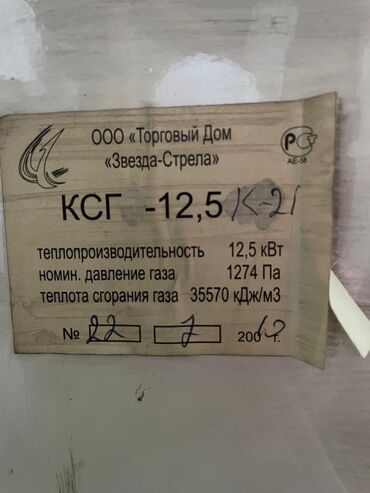 ООО «Торговый Дом
«Звезда-Стрела»
АЕ-58
КСГ -12,5 К-21
теплопроизводительность 12,5 кВт
номин. давление газа 1274 Па
теплота сгорания газа 35570 кДж/м3
№ 22 7 200 г.